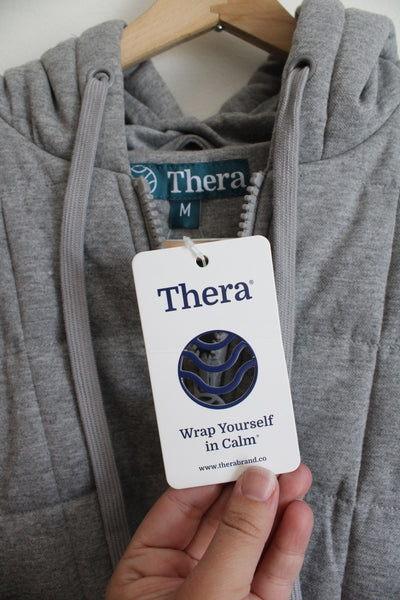 Thera
M
Thera®
Wrap Yourself
in Calm®
www.therabrand.co